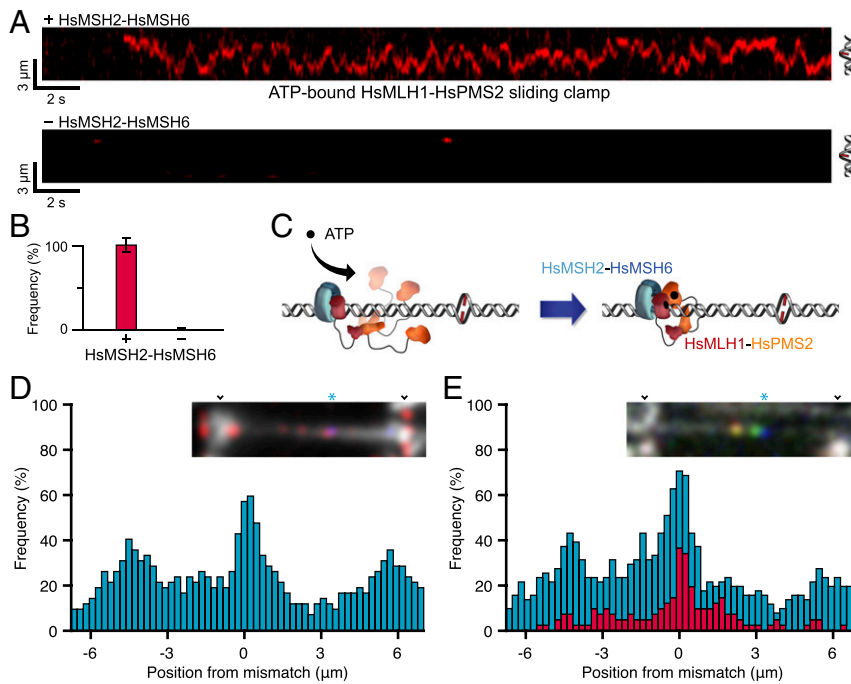 A
+ HsMSH2-HsMSH6
3 μm
2 s
ATP-bound HsMLH1-HsPMS2 sliding clamp
− HsMSH2-HsMSH6
3 μm
2 s
B
Frequency (%)
100
0
+ −
HsMSH2-HsMSH6
C
ATP
HsMSH2-HsMSH6
HsMLH1-HsPMS2
D
*
Frequency (%)
100
80
60
40
20
0
-6 -3 0 3 6
Position from mismatch (μm)
E
*
Frequency (%)
100
80
60
40
20
0
-6 -3 0 3 6
Position from mismatch (μm)